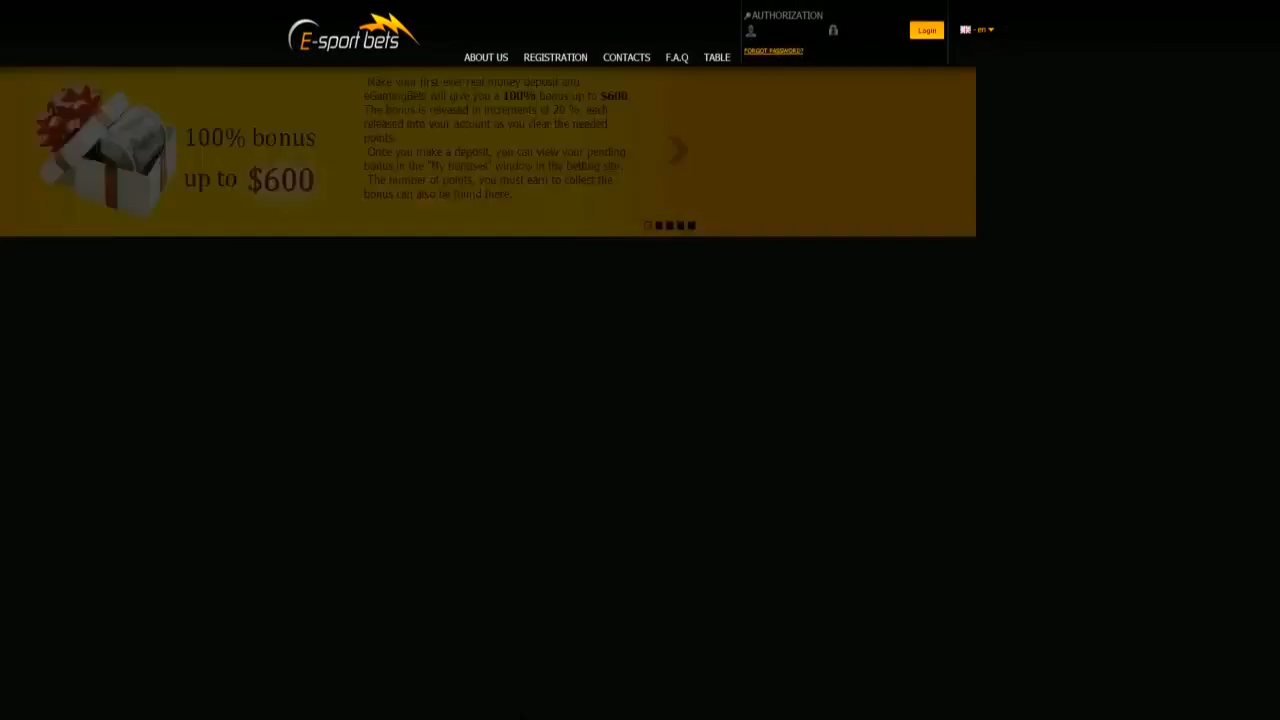 AUTHORIZATION
E-sport bets
Login
- en
FORGOT PASSWORD?
ABOUT US REGISTRATION CONTACTS F.A.Q TABLE
Make your first ever real money deposit and
eGamingBets will give you a 100% bonus up to $600.
The bonus is released in increments of 20 %, each
released into your account as you clear the needed
points.
Once you make a deposit, you can view your pending
bonus in the "My bonuses" window in the betting site.
The number of points, you must earn to collect the
bonus can also be found there.
100% bonus
up to $600